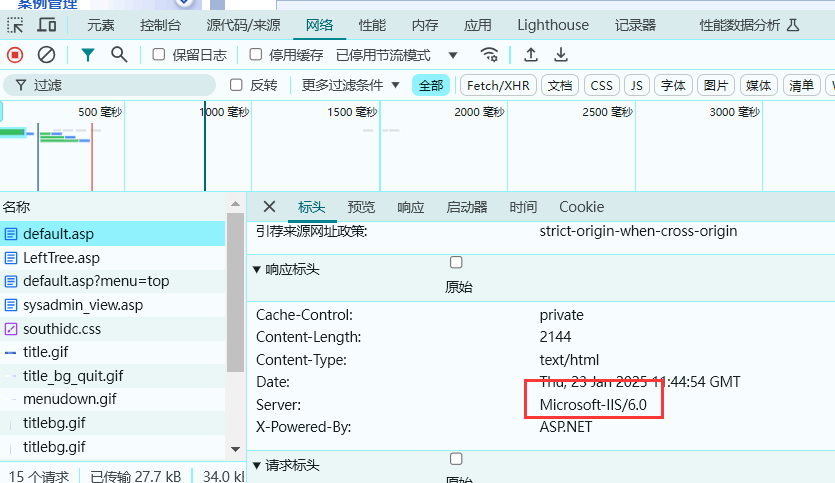 案例管理
元素 控制台 源代码/来源 网络 性能 内存 应用 Lighthouse 记录器 性能数据分析
保留日志 停用缓存 已停用节流模式
过滤 反转 更多过滤条件 全部 Fetch/XHR 文档 CSS JS 字体 图片 媒体 清单
500 毫秒 1000 毫秒 1500 毫秒 2000 毫秒 2500 毫秒 3000 毫秒
名称
default.asp
LeftTree.asp
default.asp?menu=top
sysadmin_view.asp
southidc.css
title.gif
title_bg_quit.gif
menudown.gif
titlebg.gif
titlebg.gif
15 个请求 已传输 27.7 kB 34.0 k
标头 预览 响应 启动器 时间 Cookie
引荐来源网址政策: strict-origin-when-cross-origin
响应标头
原始
Cache-Control: private
Content-Length: 2144
Content-Type: text/html
Date: Thu, 23 Jan 2025 11:44:54 GMT
Server: Microsoft-IIS/6.0
X-Powered-By: ASP.NET
请求标头
原始